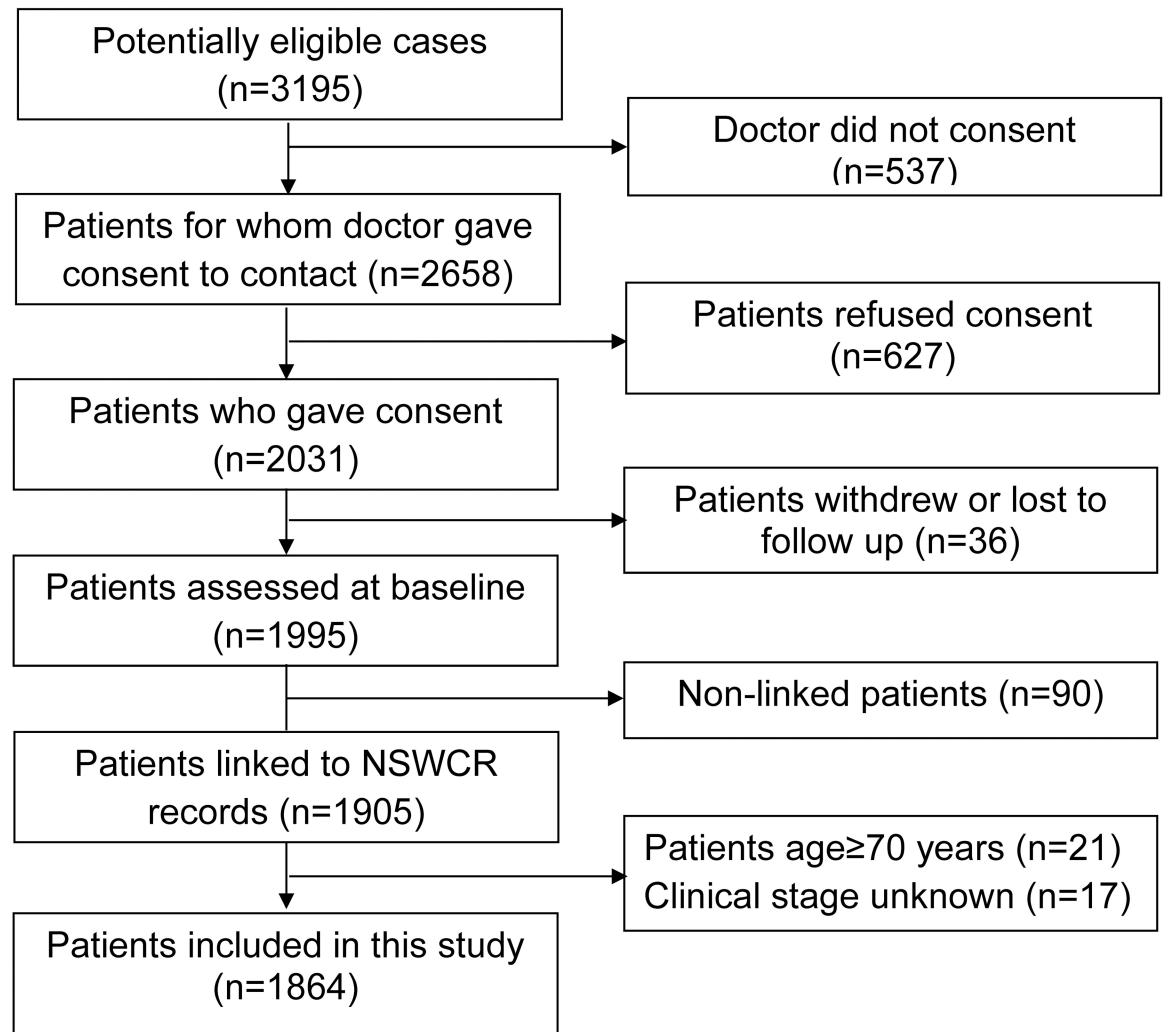 Potentially eligible cases
(n=3195)
Doctor did not consent
(n=537)
Patients for whom doctor gave
consent to contact (n=2658)
Patients refused consent
(n=627)
Patients who gave consent
(n=2031)
Patients withdrew or lost to
follow up (n=36)
Patients assessed at baseline
(n=1995)
Non-linked patients (n=90)
Patients linked to NSWCR
records (n=1905)
Patients age≥70 years (n=21)
Clinical stage unknown (n=17)
Patients included in this study
(n=1864)